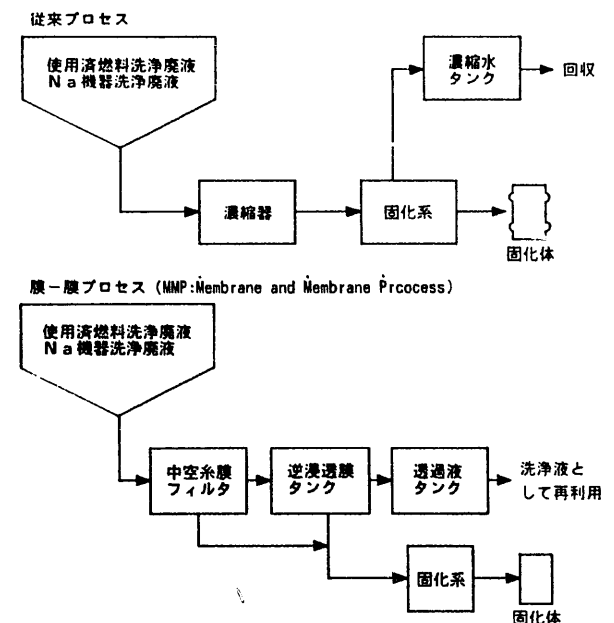 従来プロセス
使用済燃料洗浄廃液
Na機器洗浄廃液
濃縮水
タンク
回収
濃縮器
固化系
固化体
膜－膜プロセス (MMP:Membrane and Membrane Prcocess)
使用済燃料洗浄廃液
Na機器洗浄廃液
中空糸膜
フィルタ
逆浸透膜
タンク
透過液
タンク
洗浄液と
して再利用
固化系
固化体